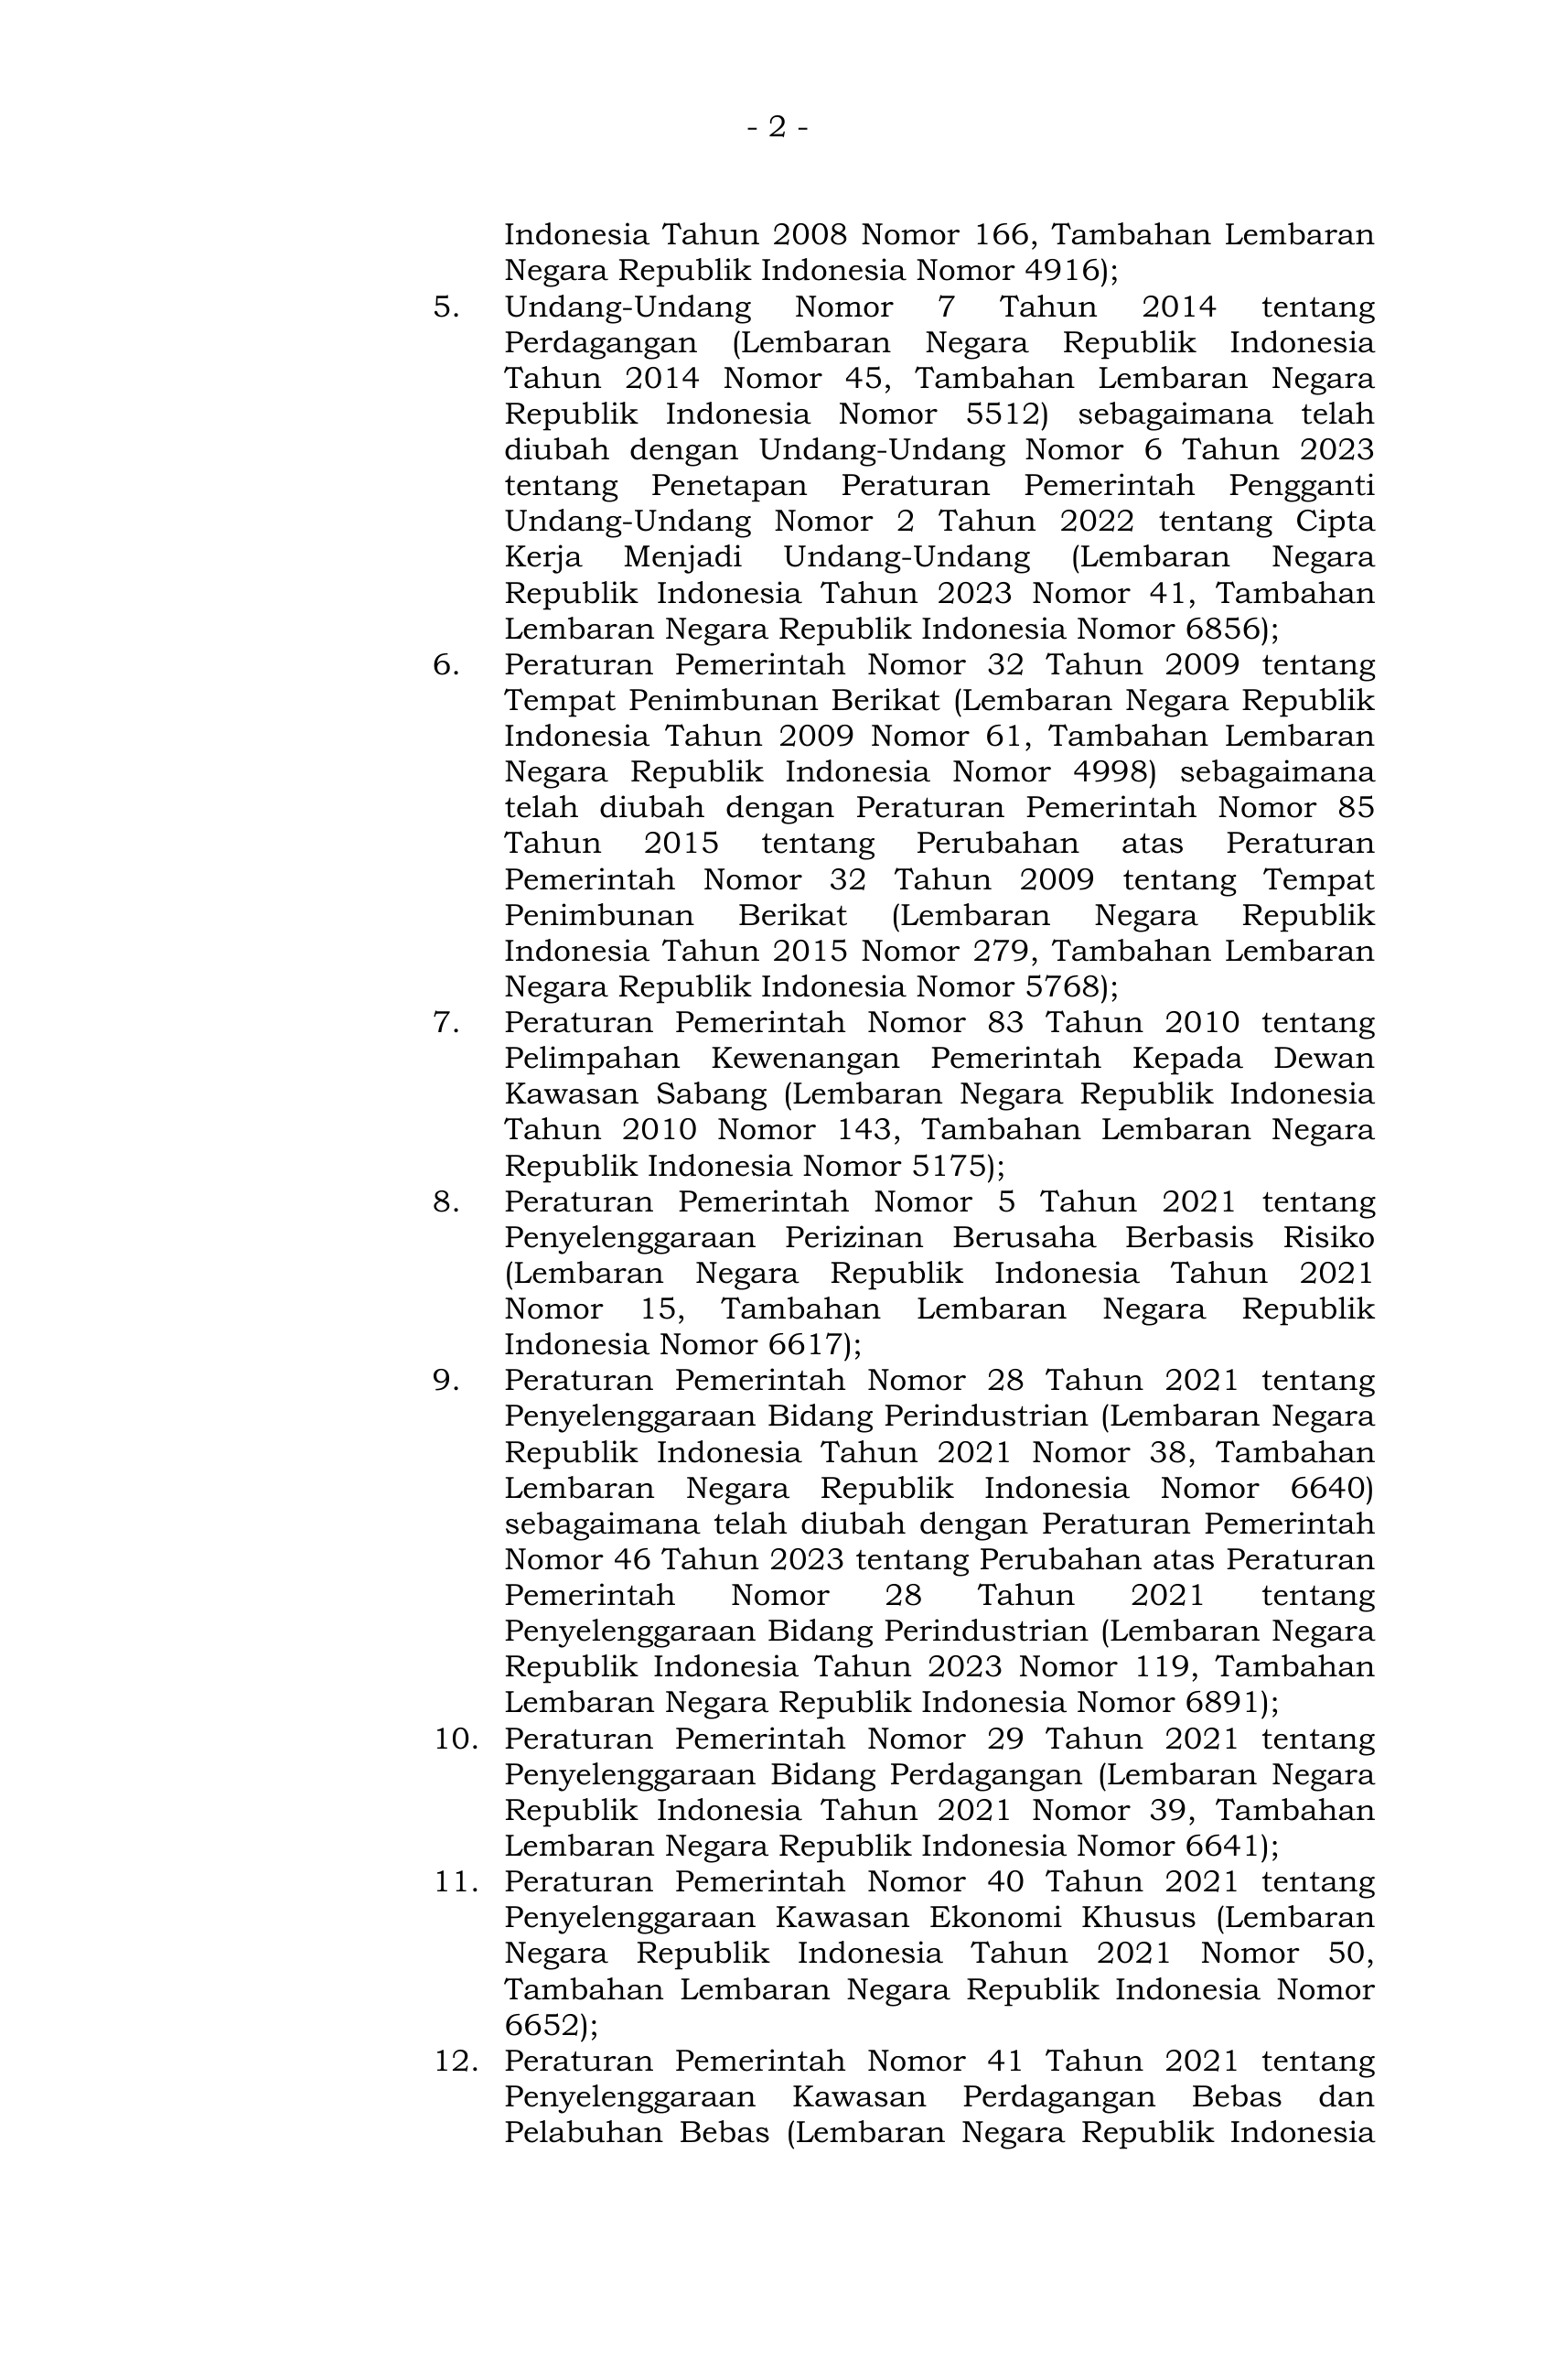 - 2 -
Indonesia Tahun 2008 Nomor 166, Tambahan Lembaran
Negara Republik Indonesia Nomor 4916);
5. Undang-Undang Nomor 7 Tahun 2014 tentang
Perdagangan (Lembaran Negara Republik Indonesia
Tahun 2014 Nomor 45, Tambahan Lembaran Negara
Republik Indonesia Nomor 5512) sebagaimana telah
diubah dengan Undang-Undang Nomor 6 Tahun 2023
tentang Penetapan Peraturan Pemerintah Pengganti
Undang-Undang Nomor 2 Tahun 2022 tentang Cipta
Kerja Menjadi Undang-Undang (Lembaran Negara
Republik Indonesia Tahun 2023 Nomor 41, Tambahan
Lembaran Negara Republik Indonesia Nomor 6856);
6. Peraturan Pemerintah Nomor 32 Tahun 2009 tentang
Tempat Penimbunan Berikat (Lembaran Negara Republik
Indonesia Tahun 2009 Nomor 61, Tambahan Lembaran
Negara Republik Indonesia Nomor 4998) sebagaimana
telah diubah dengan Peraturan Pemerintah Nomor 85
Tahun 2015 tentang Perubahan atas Peraturan
Pemerintah Nomor 32 Tahun 2009 tentang Tempat
Penimbunan Berikat (Lembaran Negara Republik
Indonesia Tahun 2015 Nomor 279, Tambahan Lembaran
Negara Republik Indonesia Nomor 5768);
7. Peraturan Pemerintah Nomor 83 Tahun 2010 tentang
Pelimpahan Kewenangan Pemerintah Kepada Dewan
Kawasan Sabang (Lembaran Negara Republik Indonesia
Tahun 2010 Nomor 143, Tambahan Lembaran Negara
Republik Indonesia Nomor 5175);
8. Peraturan Pemerintah Nomor 5 Tahun 2021 tentang
Penyelenggaraan Perizinan Berusaha Berbasis Risiko
(Lembaran Negara Republik Indonesia Tahun 2021
Nomor 15, Tambahan Lembaran Negara Republik
Indonesia Nomor 6617);
9. Peraturan Pemerintah Nomor 28 Tahun 2021 tentang
Penyelenggaraan Bidang Perindustrian (Lembaran Negara
Republik Indonesia Tahun 2021 Nomor 38, Tambahan
Lembaran Negara Republik Indonesia Nomor 6640)
sebagaimana telah diubah dengan Peraturan Pemerintah
Nomor 46 Tahun 2023 tentang Perubahan atas Peraturan
Pemerintah Nomor 28 Tahun 2021 tentang
Penyelenggaraan Bidang Perindustrian (Lembaran Negara
Republik Indonesia Tahun 2023 Nomor 119, Tambahan
Lembaran Negara Republik Indonesia Nomor 6891);
10. Peraturan Pemerintah Nomor 29 Tahun 2021 tentang
Penyelenggaraan Bidang Perdagangan (Lembaran Negara
Republik Indonesia Tahun 2021 Nomor 39, Tambahan
Lembaran Negara Republik Indonesia Nomor 6641);
11. Peraturan Pemerintah Nomor 40 Tahun 2021 tentang
Penyelenggaraan Kawasan Ekonomi Khusus (Lembaran
Negara Republik Indonesia Tahun 2021 Nomor 50,
Tambahan Lembaran Negara Republik Indonesia Nomor
6652);
12. Peraturan Pemerintah Nomor 41 Tahun 2021 tentang
Penyelenggaraan Kawasan Perdagangan Bebas dan
Pelabuhan Bebas (Lembaran Negara Republik Indonesia